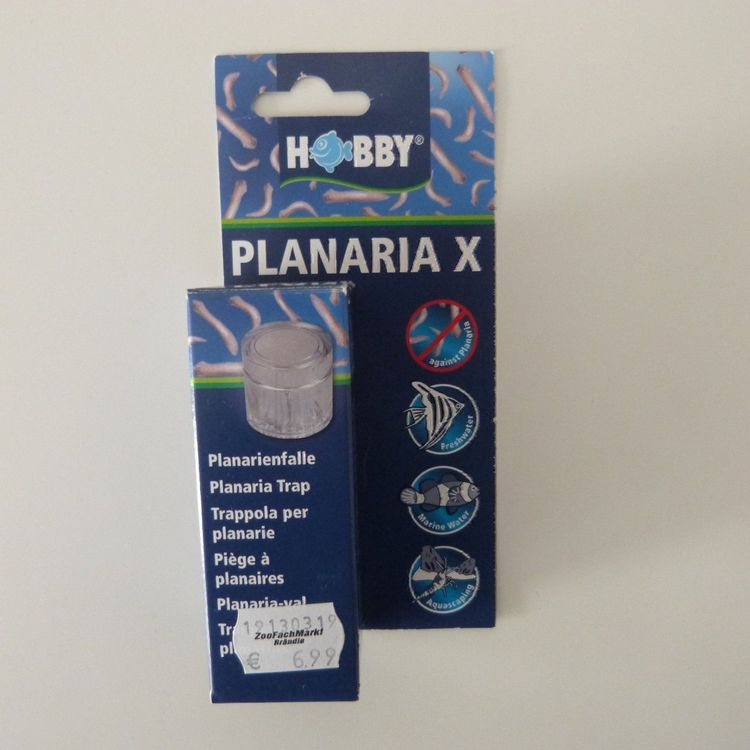 HOBBY®
PLANARIA X
against Planaria
Freshwater
Marine Water
Aquascaping
Planarienfalle
Planaria Trap
Trappola per
planarie
Piège à
planaires
Planaria-val
19130319
ZooFachMarkt
Brändle
€ 6.99